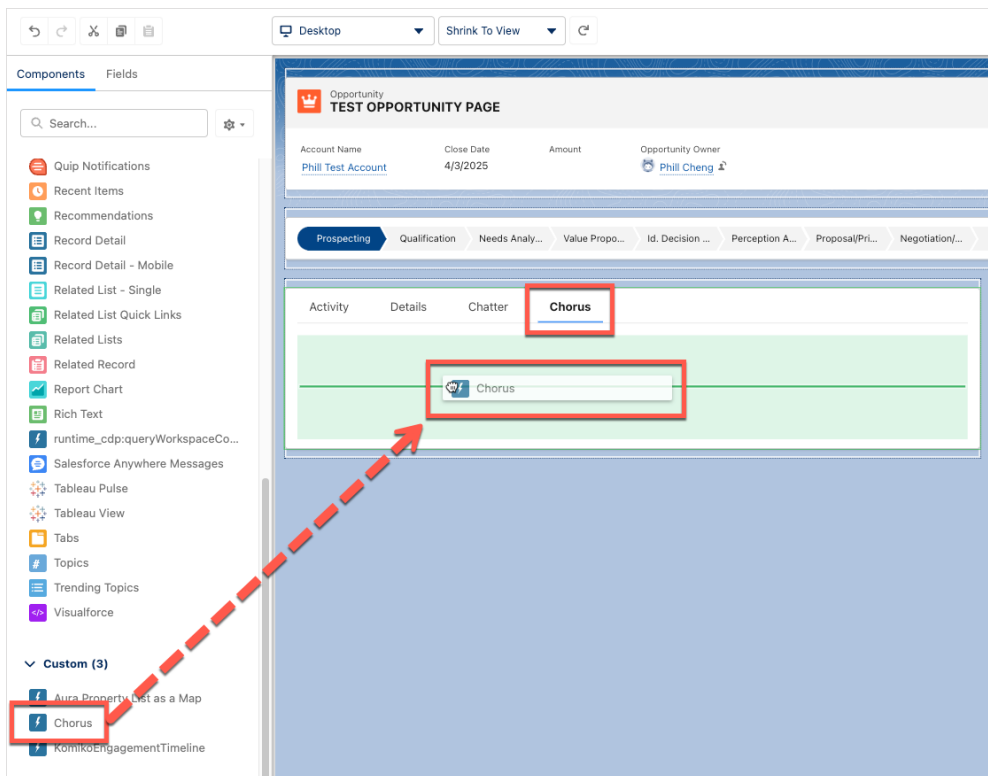 Desktop
Shrink To View
Components
Fields
Search...
Quip Notifications
Recent Items
Recommendations
Record Detail
Record Detail - Mobile
Related List - Single
Related List Quick Links
Related Lists
Related Record
Report Chart
Rich Text
runtime_cdp:queryWorkspaceCo...
Salesforce Anywhere Messages
Tableau Pulse
Tableau View
Tabs
Topics
Trending Topics
Visualforce
Custom (3)
Aura Property List as a Map
Chorus
KomikoEngagementTimeline
Opportunity
TEST OPPORTUNITY PAGE
Account Name Close Date Amount Opportunity Owner
Phill Test Account 4/3/2025 Phill Cheng
Prospecting Qualification Needs Analy... Value Propo... Id. Decision ... Perception A... Proposal/Pri... Negotiation/...
Activity Details Chatter Chorus
Chorus